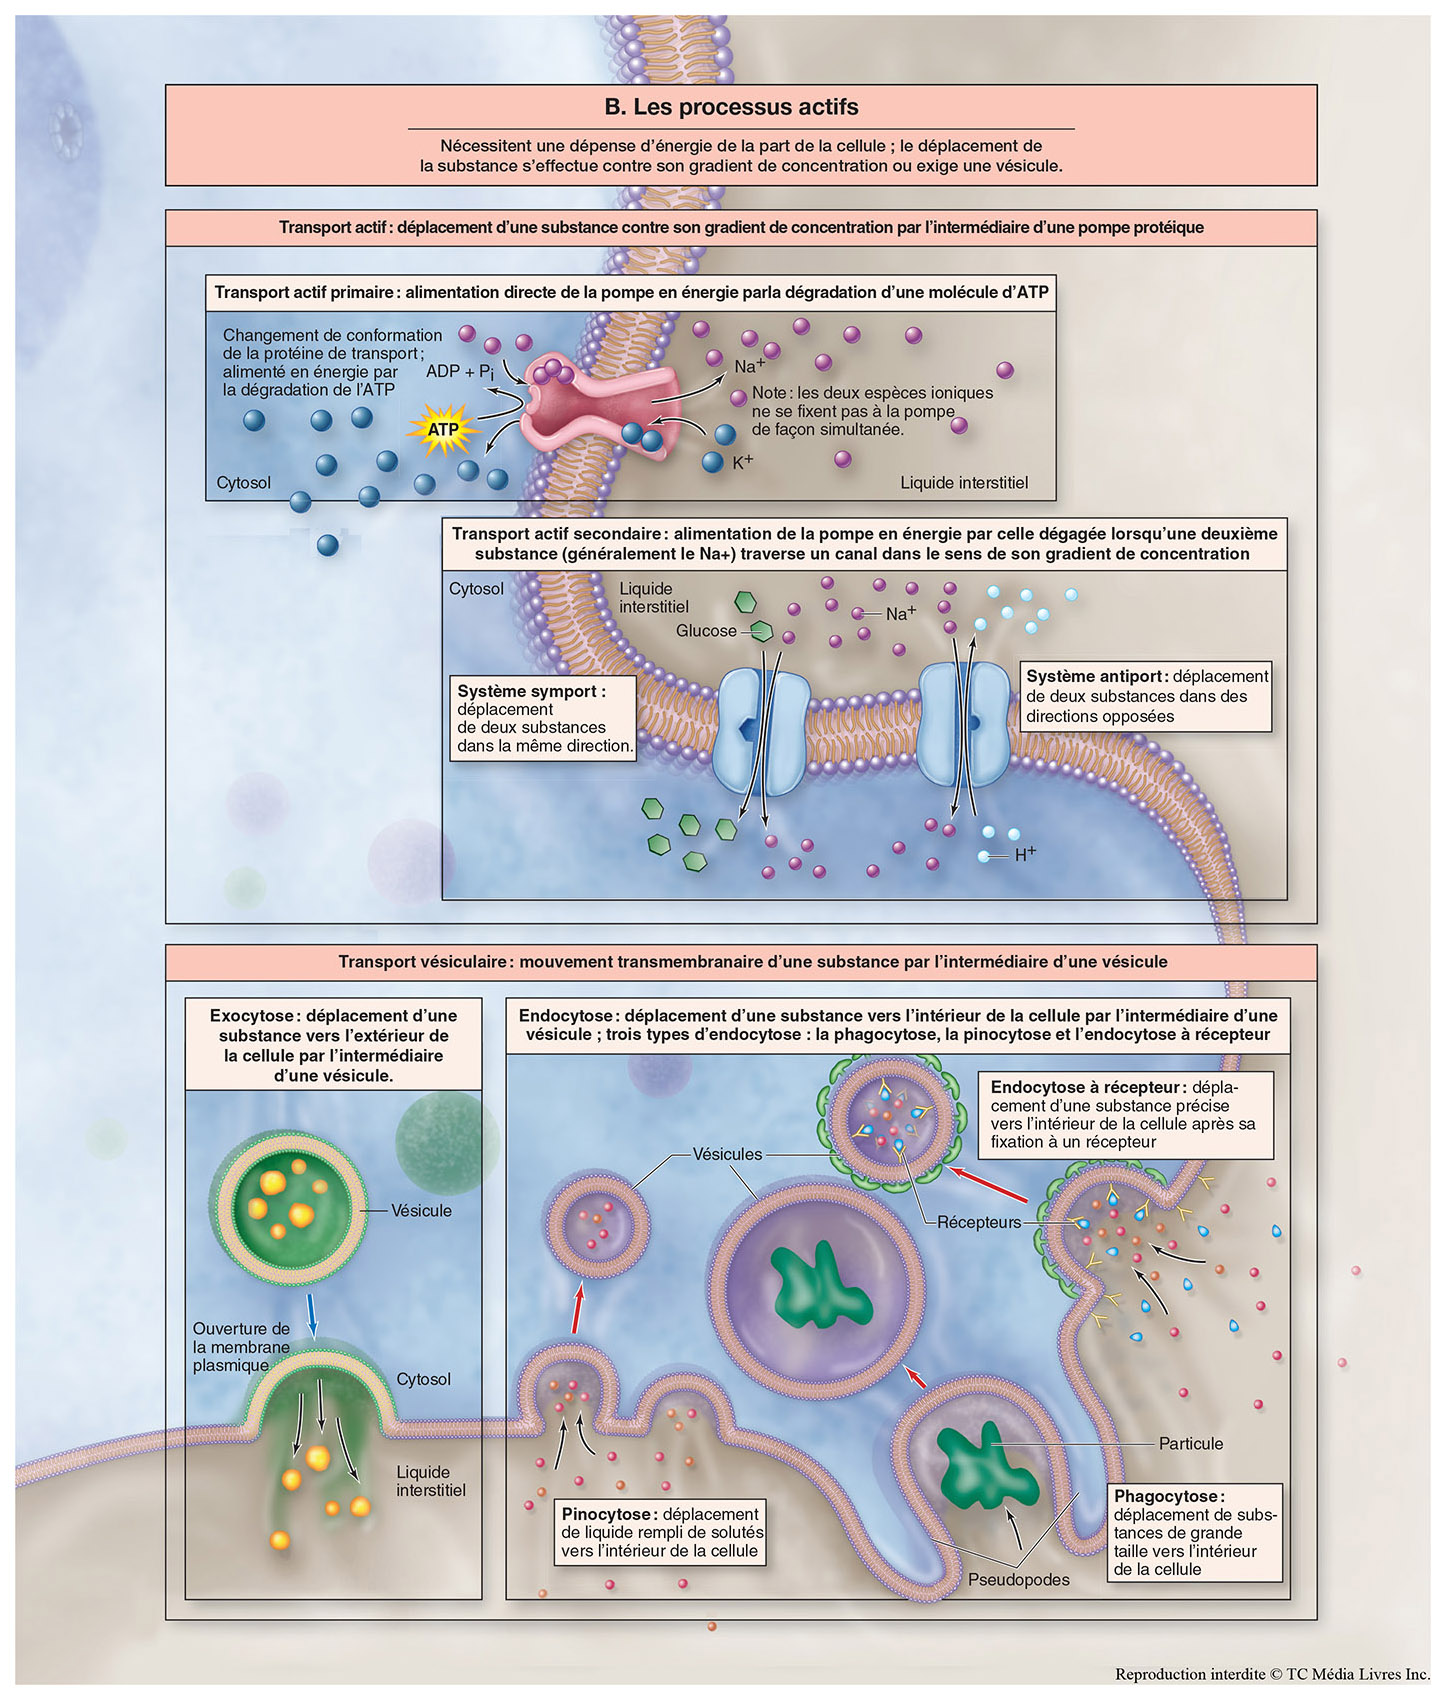 B. Les processus actifs
Nécessitent une dépense d'énergie de la part de la cellule ; le déplacement de
la substance s'effectue contre son gradient de concentration ou exige une vésicule.
Transport actif : déplacement d'une substance contre son gradient de concentration par l'intermédiaire d'une pompe protéique
Transport actif primaire : alimentation directe de la pompe en énergie parla dégradation d'une molécule d'ATP
Changement de conformation
de la protéine de transport ;
alimenté en énergie par
la dégradation de l'ATP
ADP + Pi
ATP
Cytosol
Na+
Note : les deux espèces ioniques
ne se fixent pas à la pompe
de façon simultanée.
K+
Liquide interstitiel
Transport actif secondaire : alimentation de la pompe en énergie par celle dégagée lorsqu'une deuxième
substance (généralement le Na+) traverse un canal dans le sens de son gradient de concentration
Cytosol
Liquide
interstitiel
Glucose
Na+
Système symport :
déplacement
de deux substances
dans la même direction.
Système antiport : déplacement
de deux substances dans des
directions opposées
H+
Transport vésiculaire : mouvement transmembranaire d'une substance par l'intermédiaire d'une vésicule
Exocytose : déplacement d'une
substance vers l'extérieur de
la cellule par l'intermédiaire
d'une vésicule.
Vésicule
Ouverture de
la membrane
plasmique
Cytosol
Liquide
interstitiel
Endocytose : déplacement d'une substance vers l'intérieur de la cellule par l'intermédiaire d'une
vésicule ; trois types d'endocytose : la phagocytose, la pinocytose et l'endocytose à récepteur
Endocytose à récepteur : dépla-
cement d'une substance précise
vers l'intérieur de la cellule après sa
fixation à un récepteur
Vésicules
Récepteurs
Particule
Pinocytose : déplacement
de liquide rempli de solutés
vers l'intérieur de la cellule
Pseudopodes
Phagocytose :
déplacement de subs-
tances de grande
taille vers l'intérieur
de la cellule
Reproduction interdite © TC Média Livres Inc.